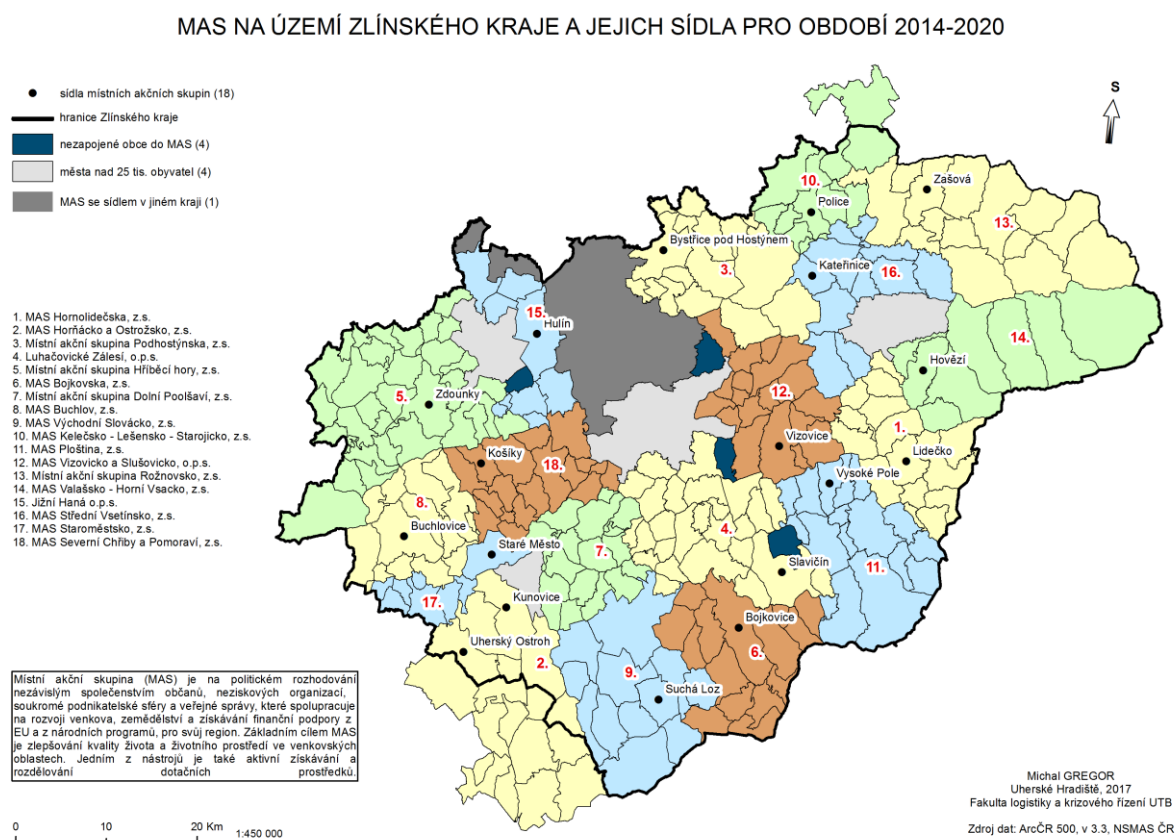 MAS NA ÚZEMÍ ZLÍNSKÉHO KRAJE A JEJICH SÍDLA PRO OBDOBÍ 2014-2020
sídla místních akčních skupin (18)
hranice Zlínského kraje
nezapojené obce do MAS (4)
města nad 25 tis. obyvatel (4)
MAS se sídlem v jiném kraji (1)
S
1. MAS Hornolidečska, z.s.
2. MAS Horňácko a Ostrožsko, z.s.
3. Místní akční skupina Podhostýnska, z.s.
4. Luhačovické Zálesí, o.p.s.
5. Místní akční skupina Hříběcí hory, z.s.
6. MAS Bojkovska, z.s.
7. Místní akční skupina Dolní Poolšaví, z.s.
8. MAS Buchlov, z.s.
9. MAS Východní Slovácko, z.s.
10. MAS Kelečsko - Lešensko - Starojicko, z.s.
11. MAS Ploština, z.s.
12. MAS Vizovicko a Slušovicko, o.p.s.
13. Místní akční skupina Rožnovsko, z.s.
14. MAS Valašsko - Horní Vsacko, z.s.
15. Jižní Haná o.p.s.
16. MAS Střední Vsetínsko, z.s.
17. MAS Staroměstsko, z.s.
18. MAS Severní Chřiby a Pomoraví, z.s.
10.
Police
Zašová
13.
Bystřice pod Hostýnem
3.
Kateřinice
16.
15.
Hulín
14.
Hovězí
5.
Zdounky
12.
Vizovice
1.
Lidečko
Košíky
18.
Vysoké Pole
8.
Buchlovice
Staré Město
7.
4.
Slavičín
11.
17.
Kunovice
Uherský Ostroh
2.
Bojkovice
6.
9.
Suchá Loz
Místní akční skupina (MAS) je na politickém rozhodování
nezávislým společenstvím občanů, neziskových organizací,
soukromé podnikatelské sféry a veřejné správy, které spolupracuje
na rozvoji venkova, zemědělství a získávání finanční podpory z
EU a z národních programů, pro svůj region. Základním cílem MAS
je zlepšování kvality života a životního prostředí ve venkovských
oblastech. Jedním z nástrojů je také aktivní získávání a
rozdělování dotačních prostředků.
0 10 20 Km
1:450 000
Michal GREGOR
Uherské Hradiště, 2017
Fakulta logistiky a krizového řízení UTB
Zdroj dat: ArcČR 500, v 3.3, NSMAS ČR